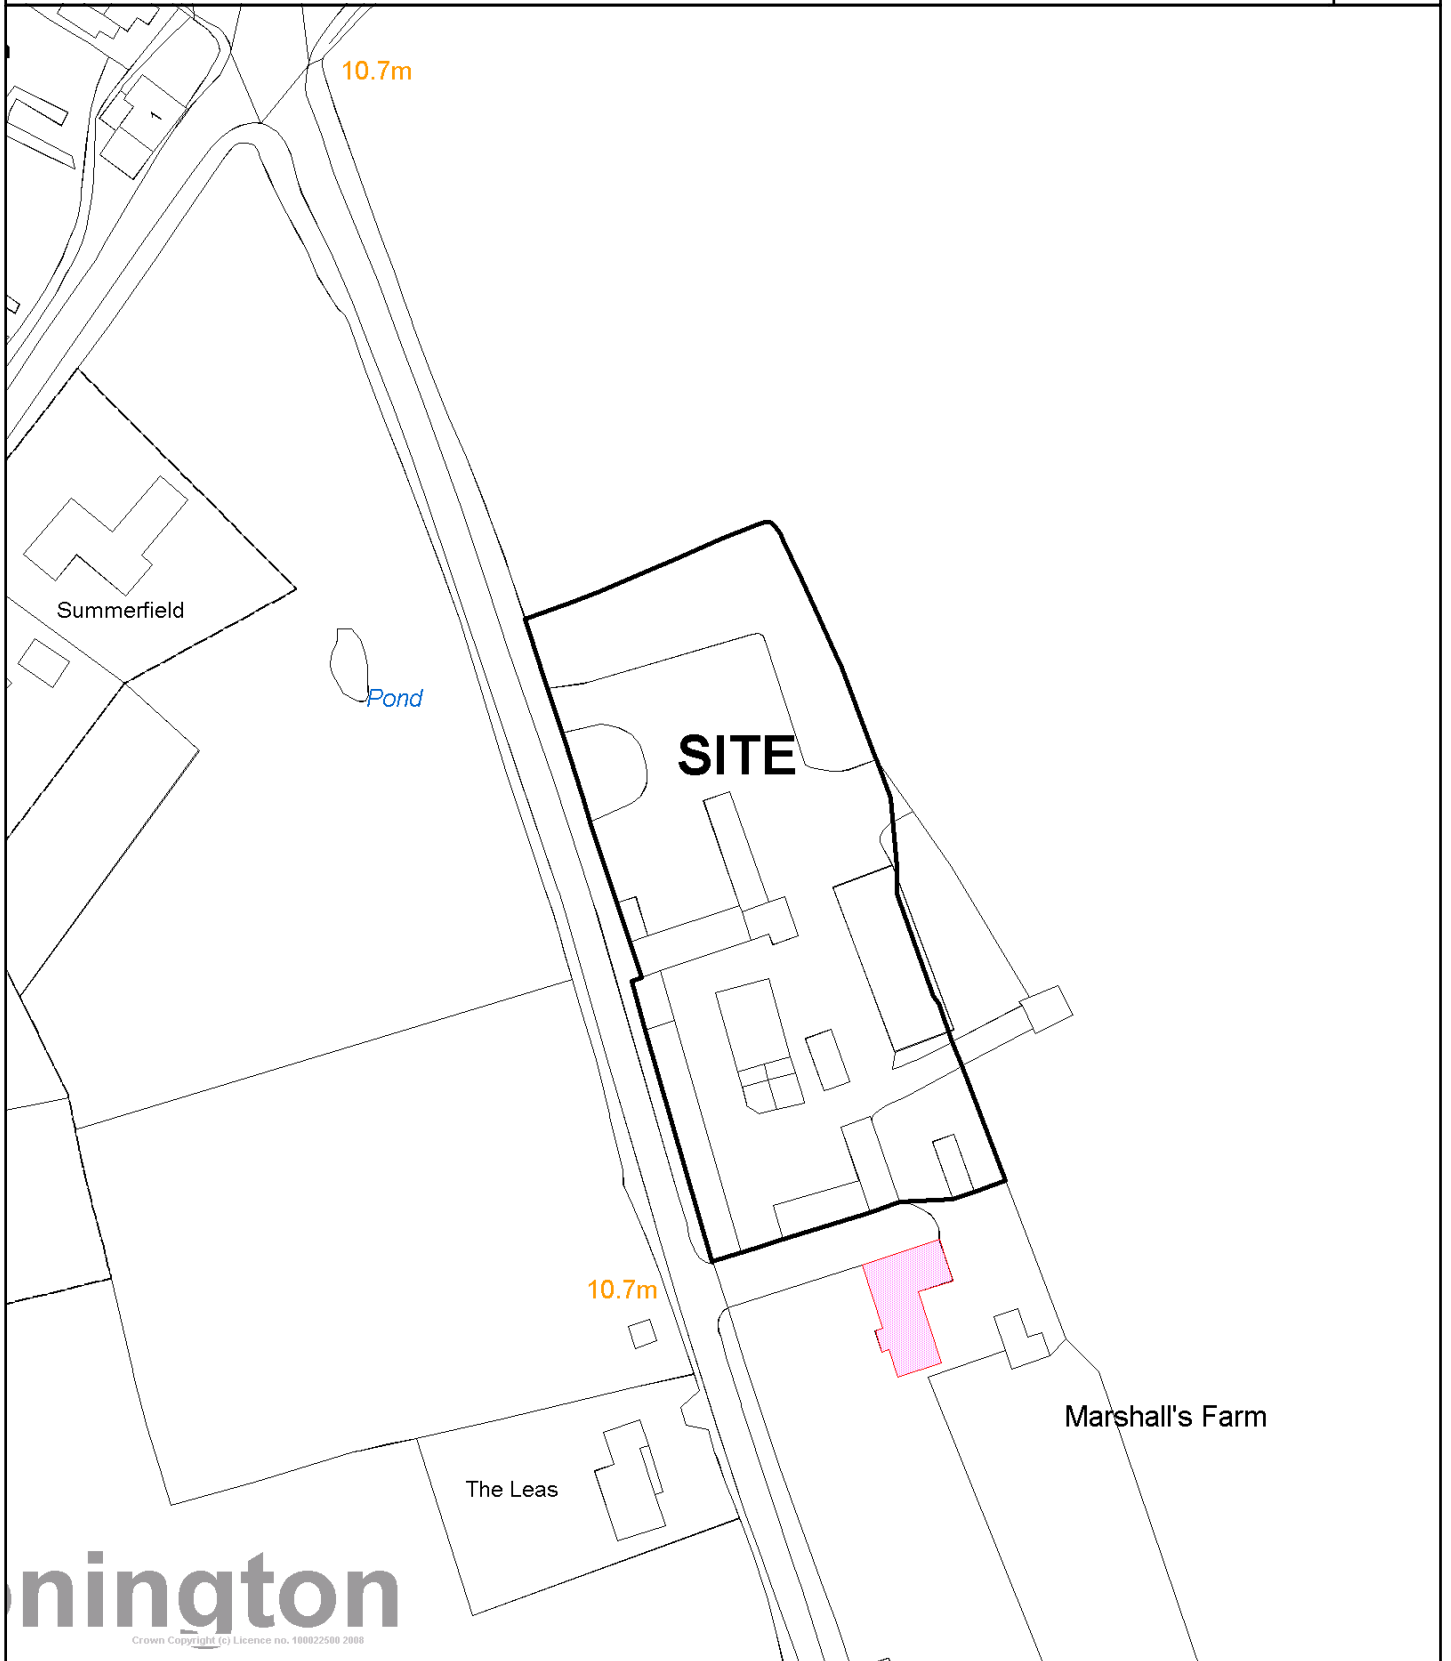 10.7m
1
Summerfield
Pond
SITE
10.7m
Marshall's Farm
The Leas
nington
Crown Copyright (c) Licence no. 100022500 2008